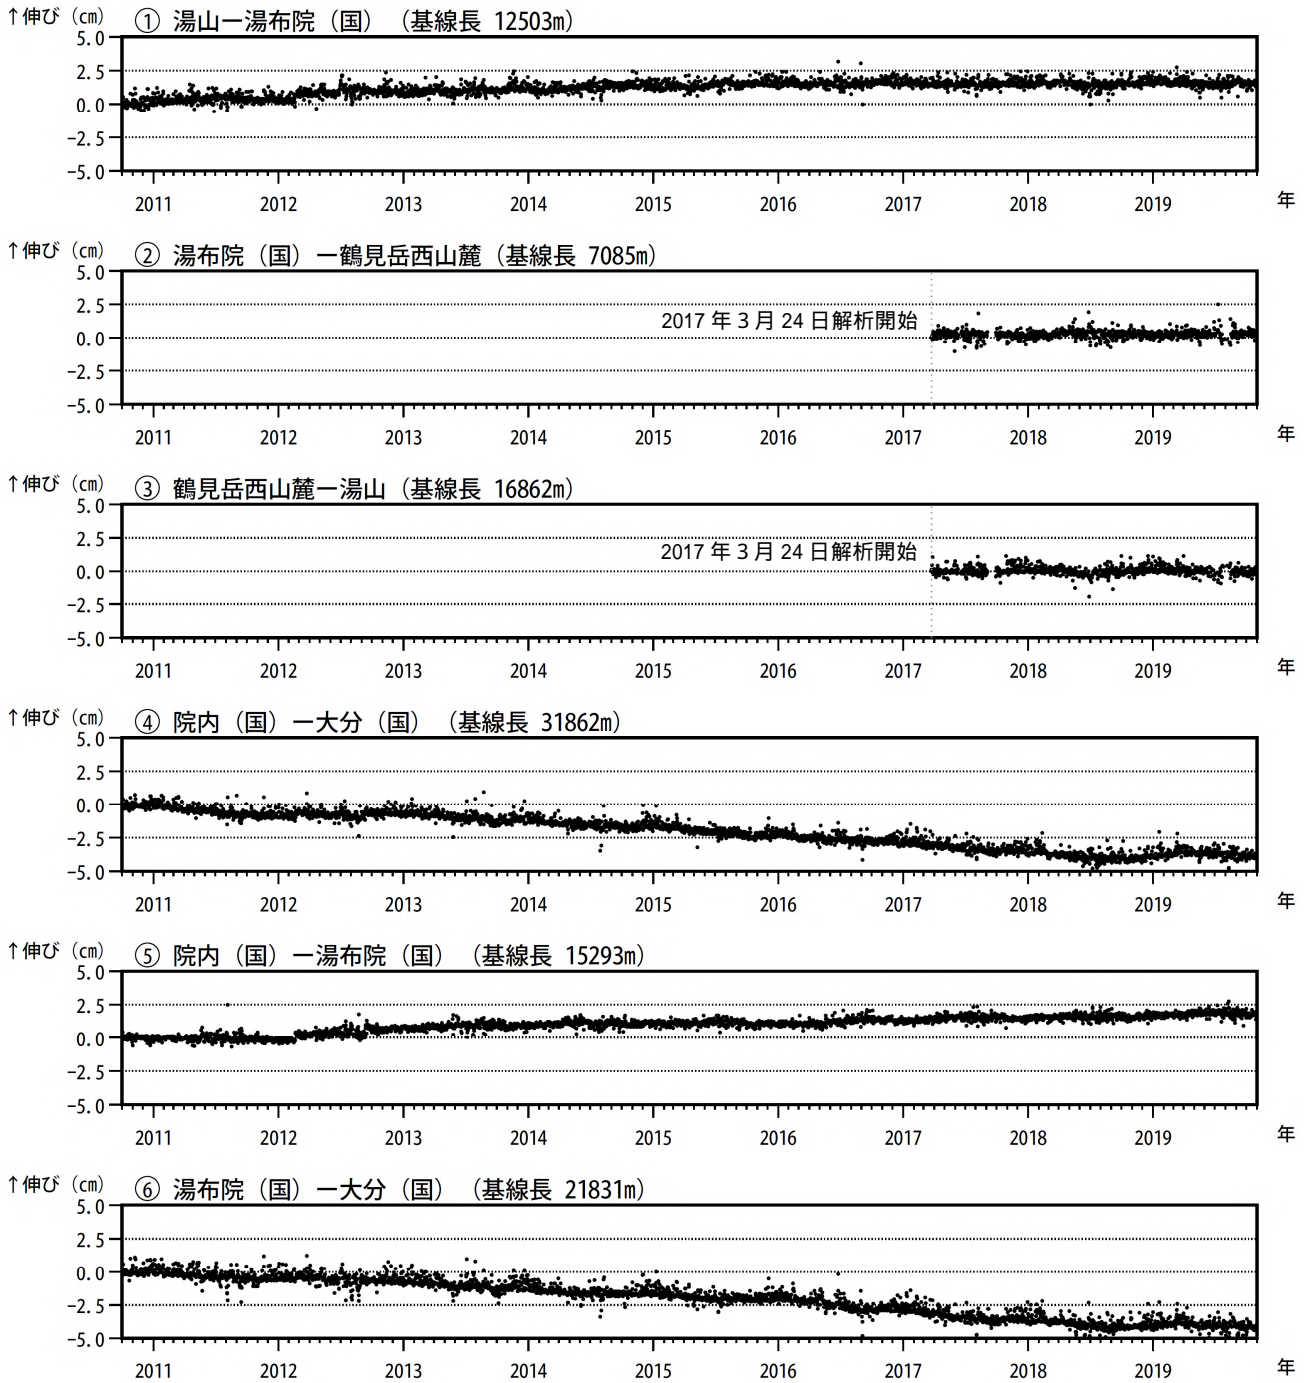 ↑伸び（cm） ① 湯山ー湯布院（国）（基線長 12503m）
5.0
2.5
0.0
−2.5
−5.0
2011 2012 2013 2014 2015 2016 2017 2018 2019 年
↑伸び（cm） ② 湯布院（国）ー鶴見岳西山麓（基線長 7085m）
5.0
2.5
2017 年 3 月 24 日解析開始
0.0
−2.5
−5.0
2011 2012 2013 2014 2015 2016 2017 2018 2019 年
↑伸び（cm） ③ 鶴見岳西山麓ー湯山（基線長 16862m）
5.0
2.5
2017 年 3 月 24 日解析開始
0.0
−2.5
−5.0
2011 2012 2013 2014 2015 2016 2017 2018 2019 年
↑伸び（cm） ④ 院内（国）ー大分（国）（基線長 31862m）
5.0
2.5
0.0
−2.5
−5.0
2011 2012 2013 2014 2015 2016 2017 2018 2019 年
↑伸び（cm） ⑤ 院内（国）ー湯布院（国）（基線長 15293m）
5.0
2.5
0.0
−2.5
−5.0
2011 2012 2013 2014 2015 2016 2017 2018 2019 年
↑伸び（cm） ⑥ 湯布院（国）ー大分（国）（基線長 21831m）
5.0
2.5
0.0
−2.5
−5.0
2011 2012 2013 2014 2015 2016 2017 2018 2019 年